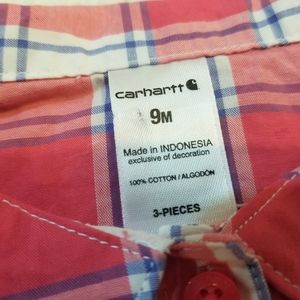 carhartt
9M
Made in INDONESIA
exclusive of decoration
100% COTTON / ALGODÓN
3-PIECES